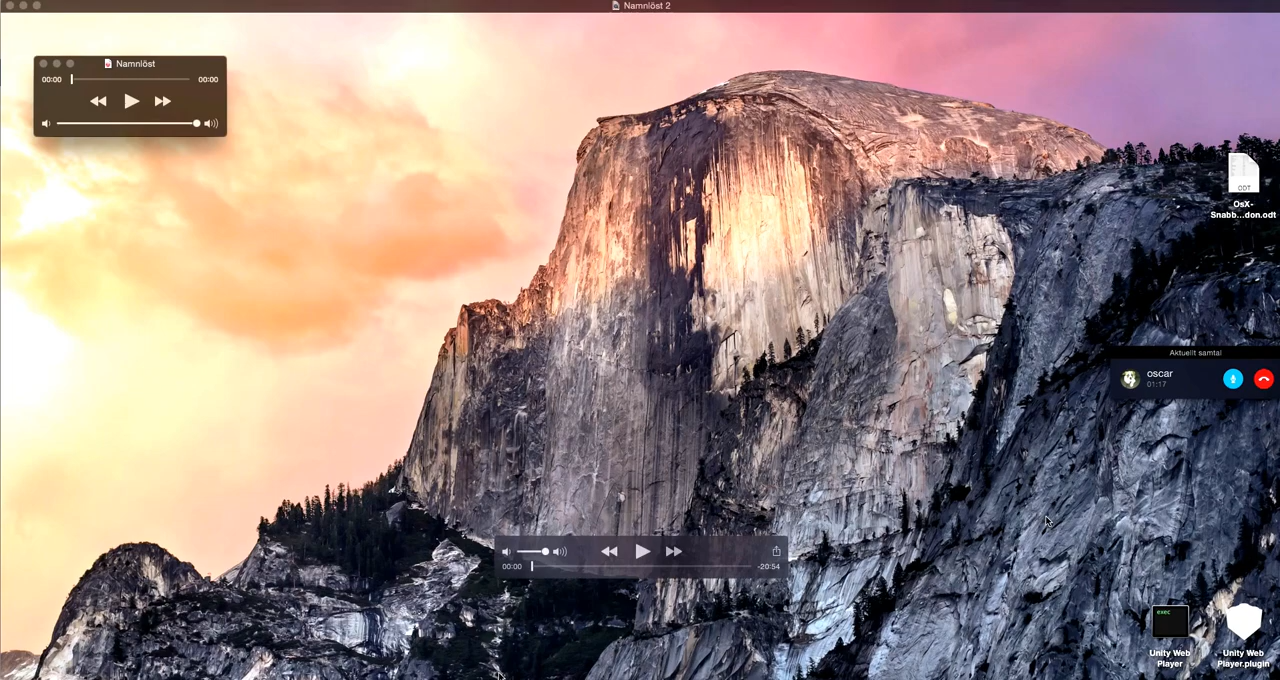 Namnlöst 2
Namnlöst
00:00
00:00
ODT
OsX-
Snabb...don.odt
Aktuellt samtal
oscar
01:17
00:00
-20:54
exec
Unity Web
Player
Unity Web
Player.plugin